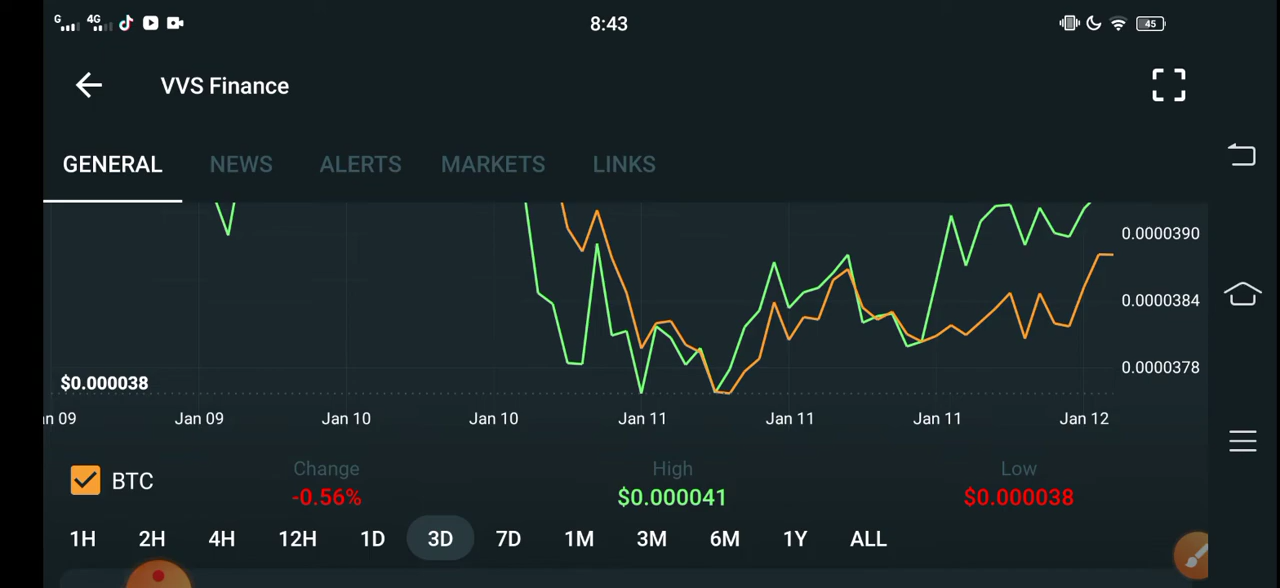 G 4G 8:43 45
VVS Finance
GENERAL NEWS ALERTS MARKETS LINKS
0.0000390
0.0000384
0.0000378
$0.000038
n 09 Jan 09 Jan 10 Jan 10 Jan 11 Jan 11 Jan 11 Jan 12
BTC
Change High Low
-0.56% $0.000041 $0.000038
1H 2H 4H 12H 1D 3D 7D 1M 3M 6M 1Y ALL